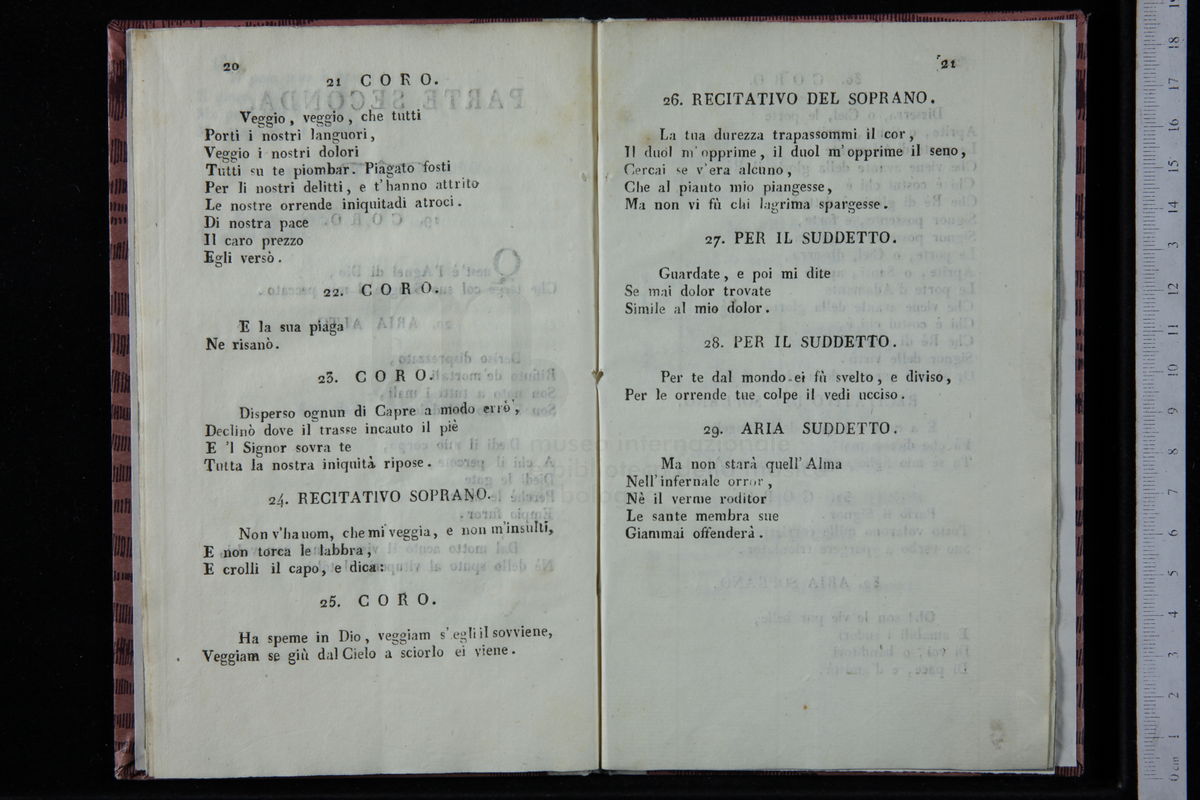 20
21 CORO.
Veggio, veggio, che tutti
Porti i nostri languori,
Veggio i nostri dolori
Tutti su te piombar. Piagato fosti
Per li nostri delitti, e t'hanno attrito
Le nostre orrende iniquitadi atroci.
Di nostra pace
Il caro prezzo
Egli versò.
22. CORO.
E la sua piaga
Ne risanò.
23. CORO.
Disperso ognun di Capre a modo errò,
Declinò dove il trasse incauto il piè
E 'l Signor sovra te
Tutta la nostra iniquità ripose.
24. RECITATIVO SOPRANO.
Non v'ha uom, che mi veggia, e non m'insulti,
E non torca le labbra,
E crolli il capo, e dica:
25. CORO.
Ha speme in Dio, veggiam s'egli il sovviene,
Veggiam se giù dal Cielo a sciorlo ei viene.
21
26. RECITATIVO DEL SOPRANO.
La tua durezza trapassommi il cor,
Il duol m'opprime, il duol m'opprime il seno,
Cercai se v'era alcuno,
Che al pianto mio piangesse,
Ma non vi fù chi lagrima spargesse.
27. PER IL SUDDETTO.
Guardate, e poi mi dite
Se mai dolor trovate
Simile al mio dolor.
28. PER IL SUDDETTO.
Per te dal mondo ei fù svelto, e diviso,
Per le orrende tue colpe il vedi ucciso.
29. ARIA SUDDETTO.
Ma non starà quell' Alma
Nell'infernale orror,
Nè il verme roditor
Le sante membra sue
Giammai offenderà.
museo internazionale